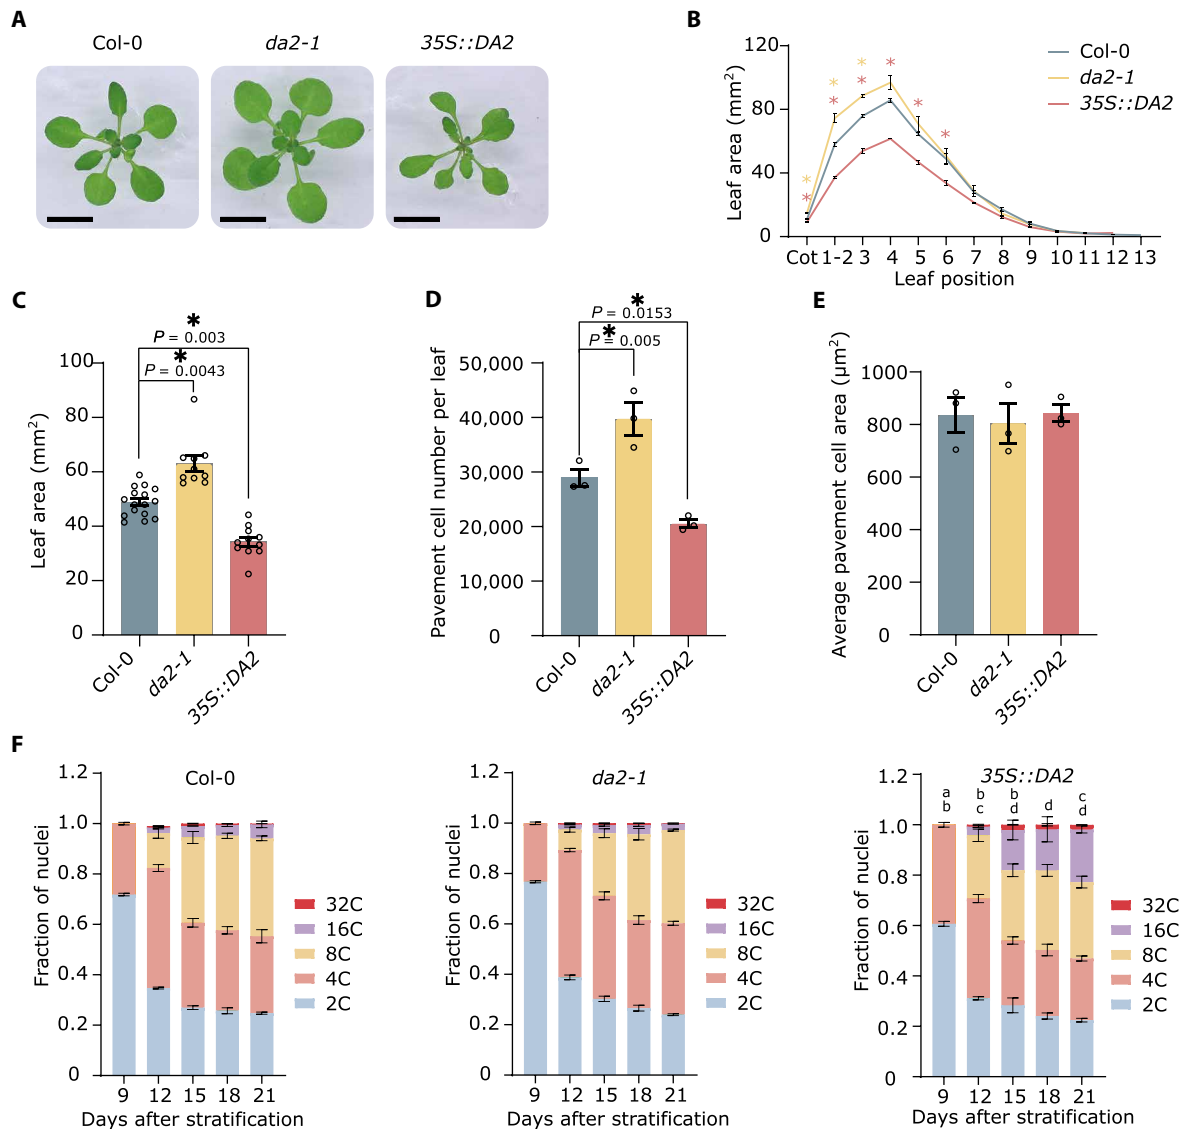 A
Col-0
da2-1
35S::DA2
B
120
80
40
0
Leaf area (mm²)
Cot 1-2 3 4 5 6 7 8 9 10 11 12 13
Leaf position
Col-0
da2-1
35S::DA2
* *
* * * * *
* *
C
*
P = 0.003
*
P = 0.0043
100
80
60
40
20
0
Leaf area (mm²)
Col-0
da2-1
35S::DA2
D
*
P = 0.0153
*
P = 0.005
50,000
40,000
30,000
20,000
10,000
0
Pavement cell number per leaf
Col-0
da2-1
35S::DA2
E
1000
800
600
400
200
0
Average pavement cell area (µm²)
Col-0
da2-1
35S::DA2
F
Col-0
1.2
1.0
0.8
0.6
0.4
0.2
0
Fraction of nuclei
9 12 15 18 21
Days after stratification
32C
16C
8C
4C
2C
da2-1
1.2
1.0
0.8
0.6
0.4
0.2
0
Fraction of nuclei
9 12 15 18 21
Days after stratification
32C
16C
8C
4C
2C
35S::DA2
a b b c
b c d d d
1.2
1.0
0.8
0.6
0.4
0.2
0
Fraction of nuclei
9 12 15 18 21
Days after stratification
32C
16C
8C
4C
2C